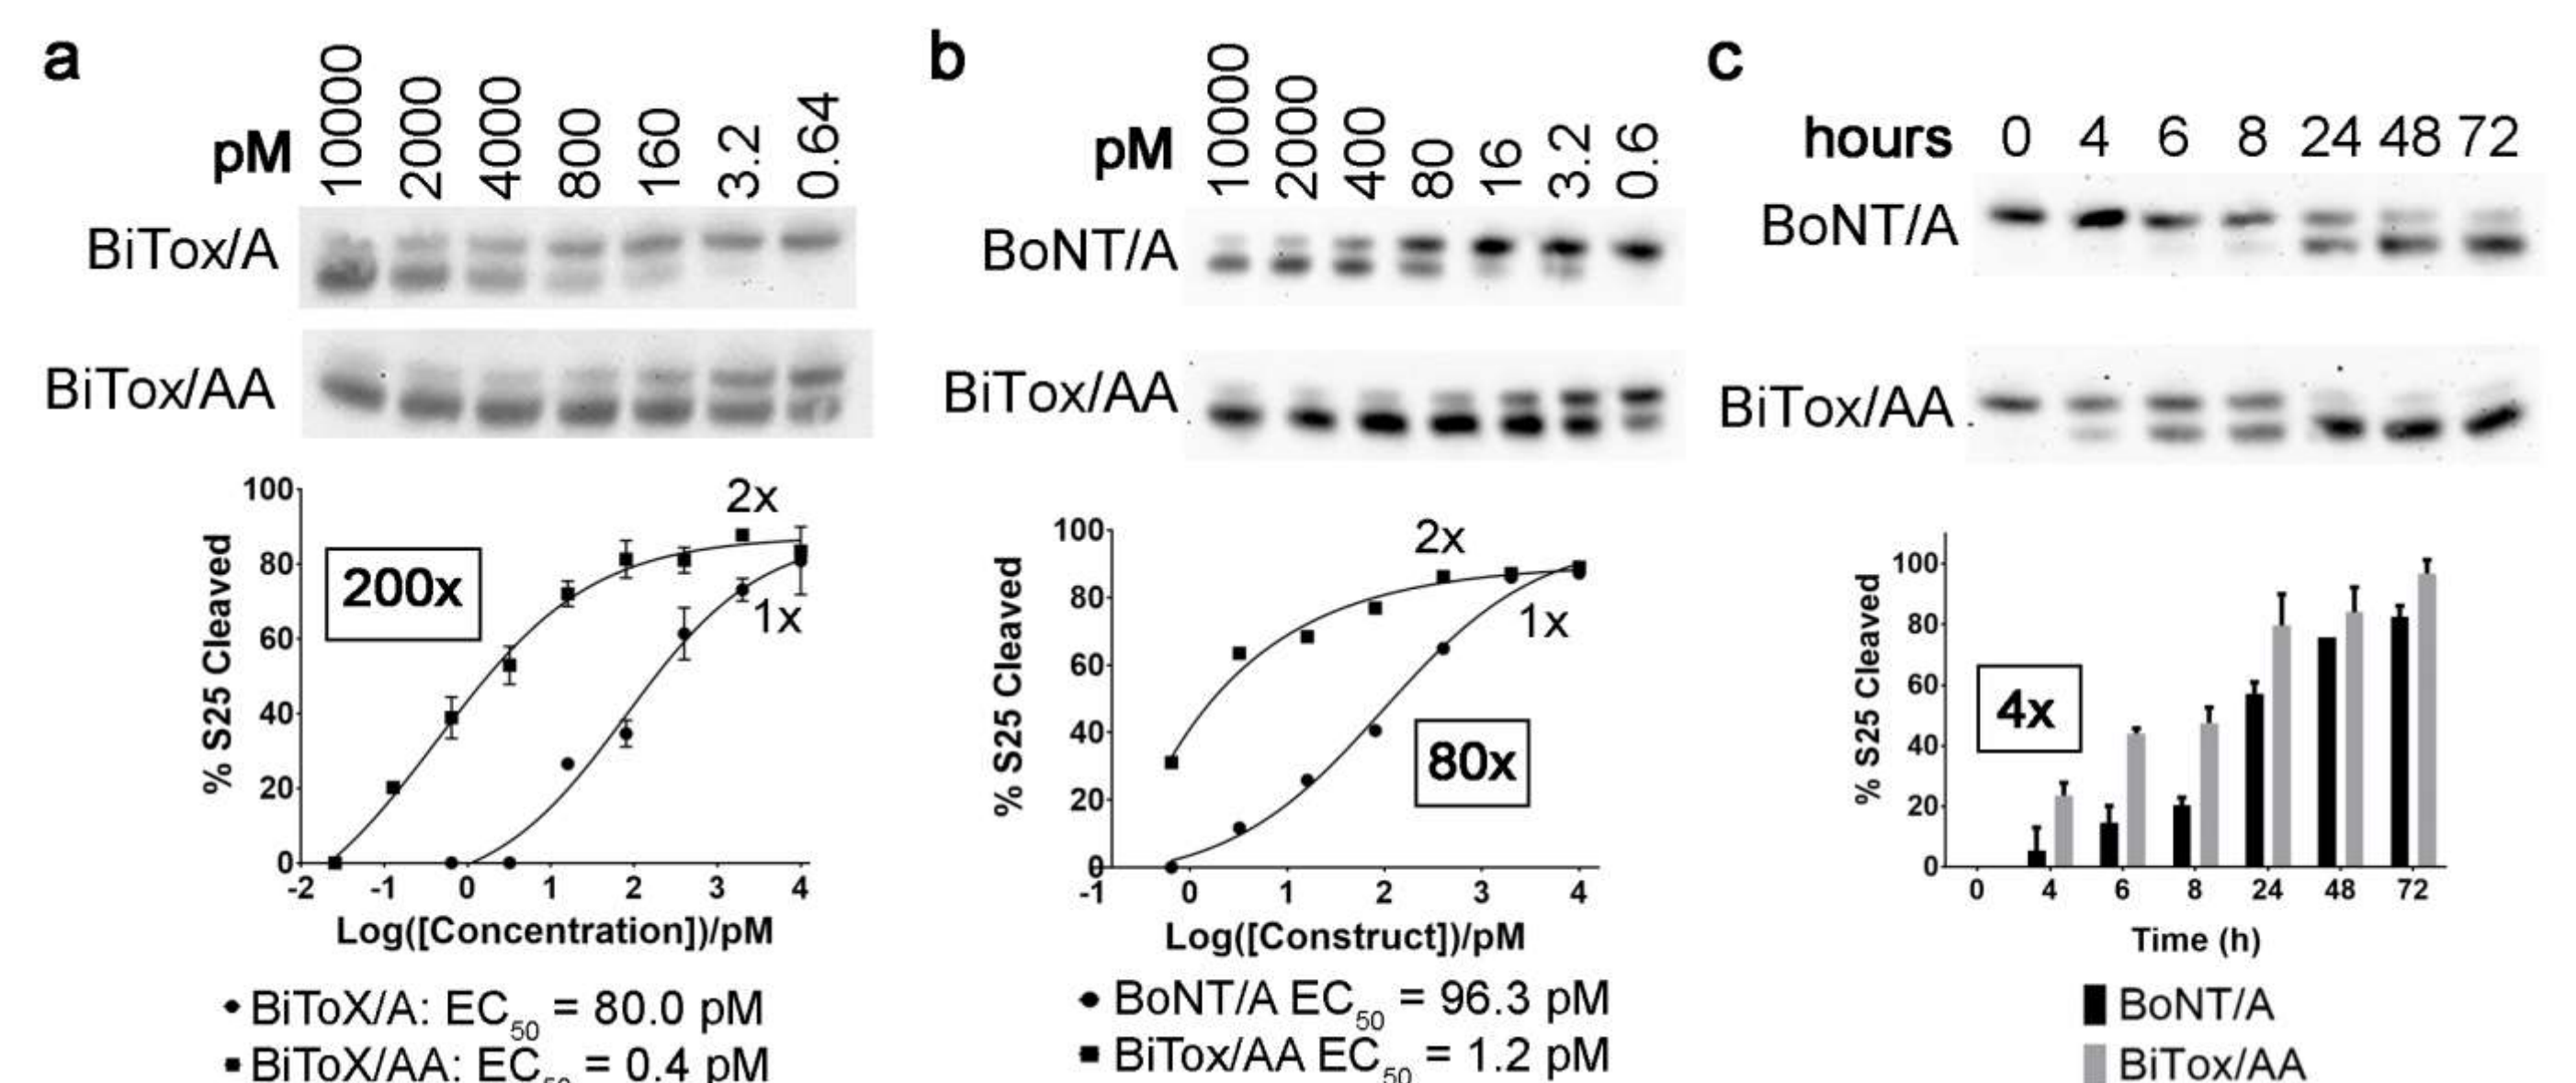 a
pM 10000 2000 4000 800 160 3.2 0.64
BiTox/A
BiTox/AA
100
80
60
40
20
0
200x
2x
1x
% S25 Cleaved
-2 -1 0 1 2 3 4
Log([Concentration])/pM
BiToX/A: EC50 = 80.0 pM
BiToX/AA: EC50 = 0.4 pM
b
pM 10000 2000 400 80 16 3.2 0.6
BoNT/A
BiTox/AA
100
80
60
40
20
0
2x
1x
80x
% S25 Cleaved
-1 0 1 2 3 4
Log([Construct])/pM
BoNT/A EC50 = 96.3 pM
BiTox/AA EC50 = 1.2 pM
c
hours 0 4 6 8 24 48 72
BoNT/A
BiTox/AA
100
80
60
40
20
0
4x
% S25 Cleaved
0 4 6 8 24 48 72
Time (h)
BoNT/A
BiTox/AA